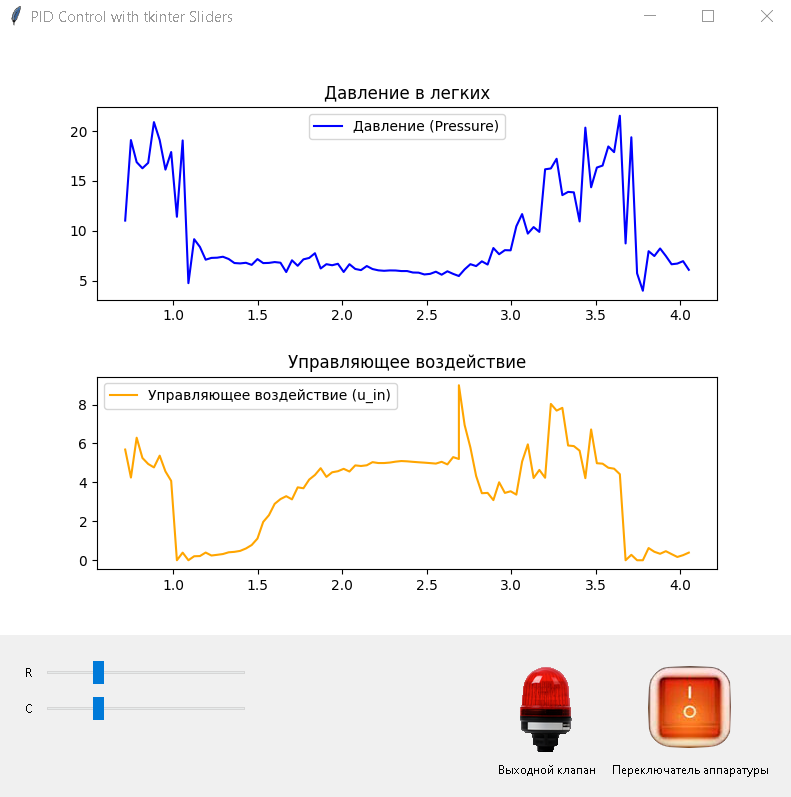 PID Control with tkinter Sliders
Давление в легких
Давление (Pressure)
20
15
10
5
1.0 1.5 2.0 2.5 3.0 3.5 4.0
Управляющее воздействие
Управляющее воздействие (u_in)
8
6
4
2
0
1.0 1.5 2.0 2.5 3.0 3.5 4.0
R
C
Выходной клапан
Переключатель аппаратуры